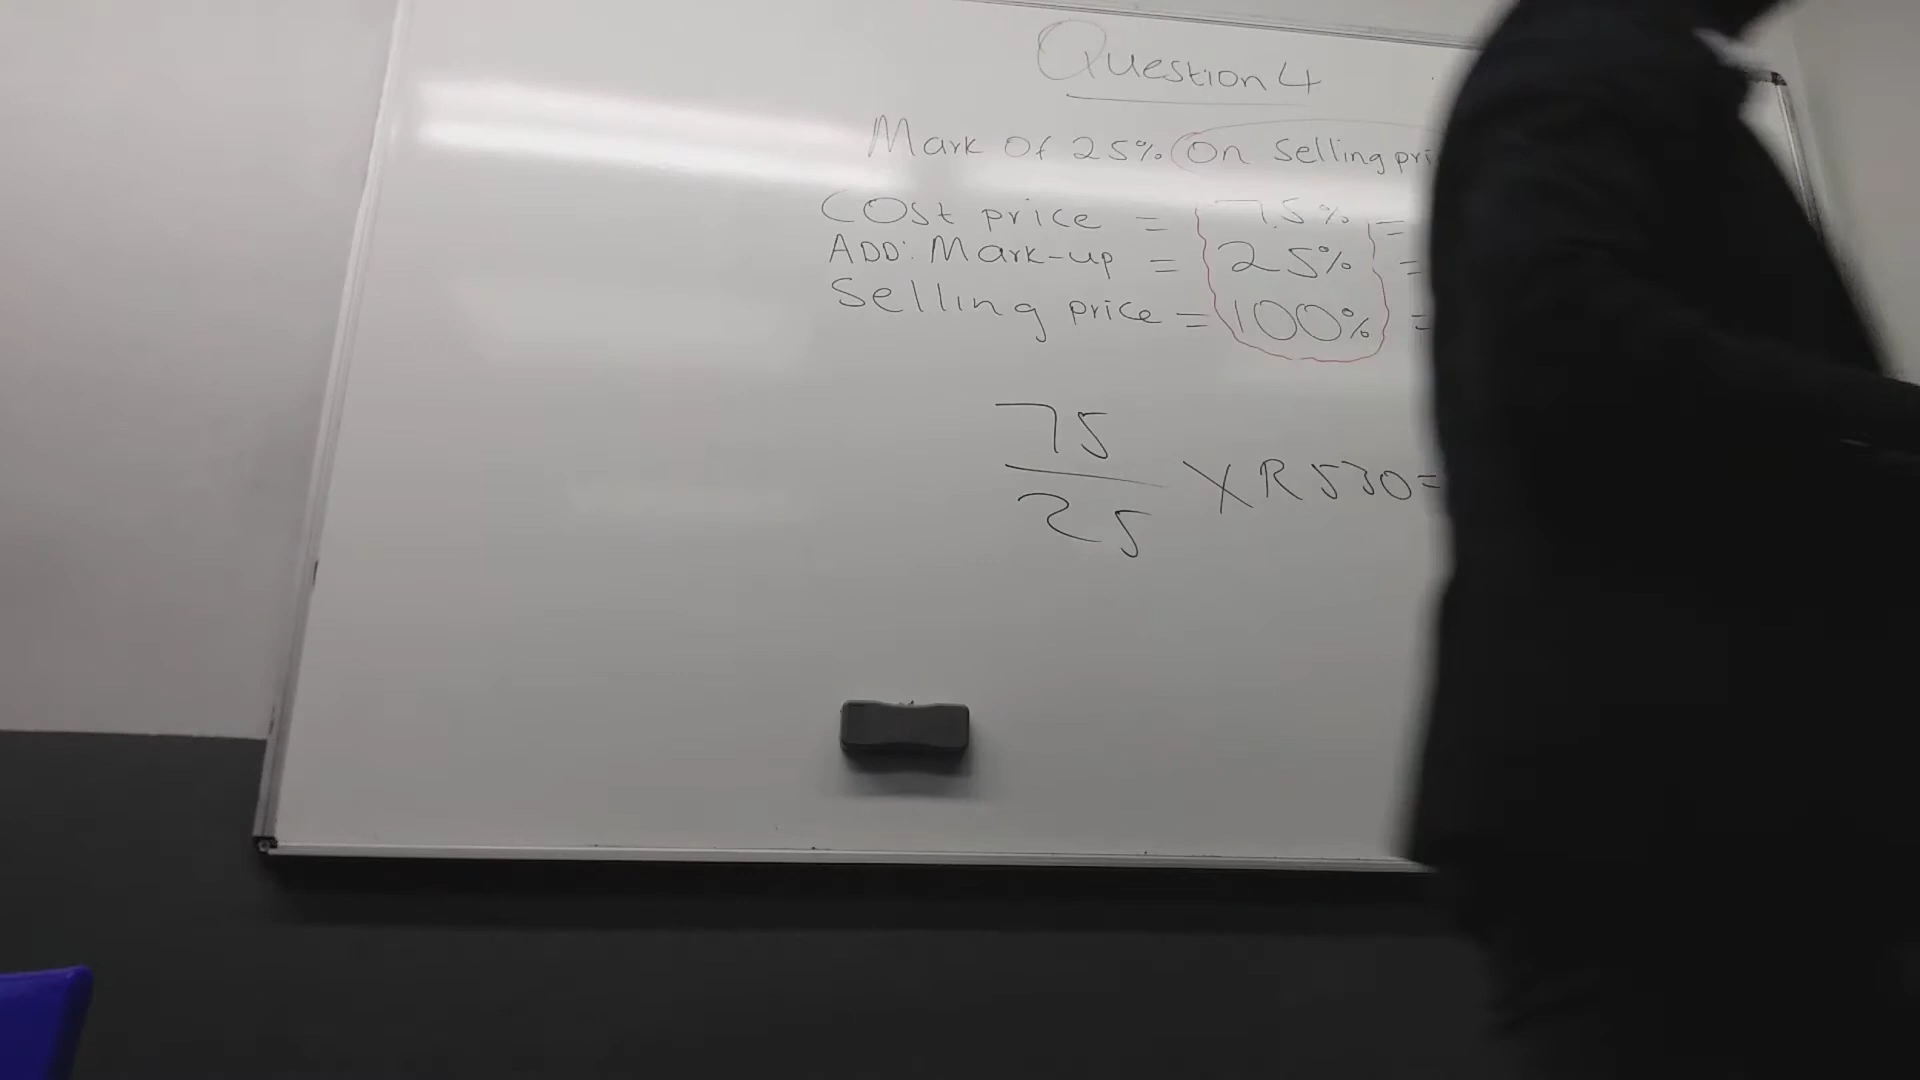 Question 4
Mark of 25% on selling pri
Cost price = 75% =
ADD: Mark-up = 25% =
Selling price = 100% =
75
25
X R530=